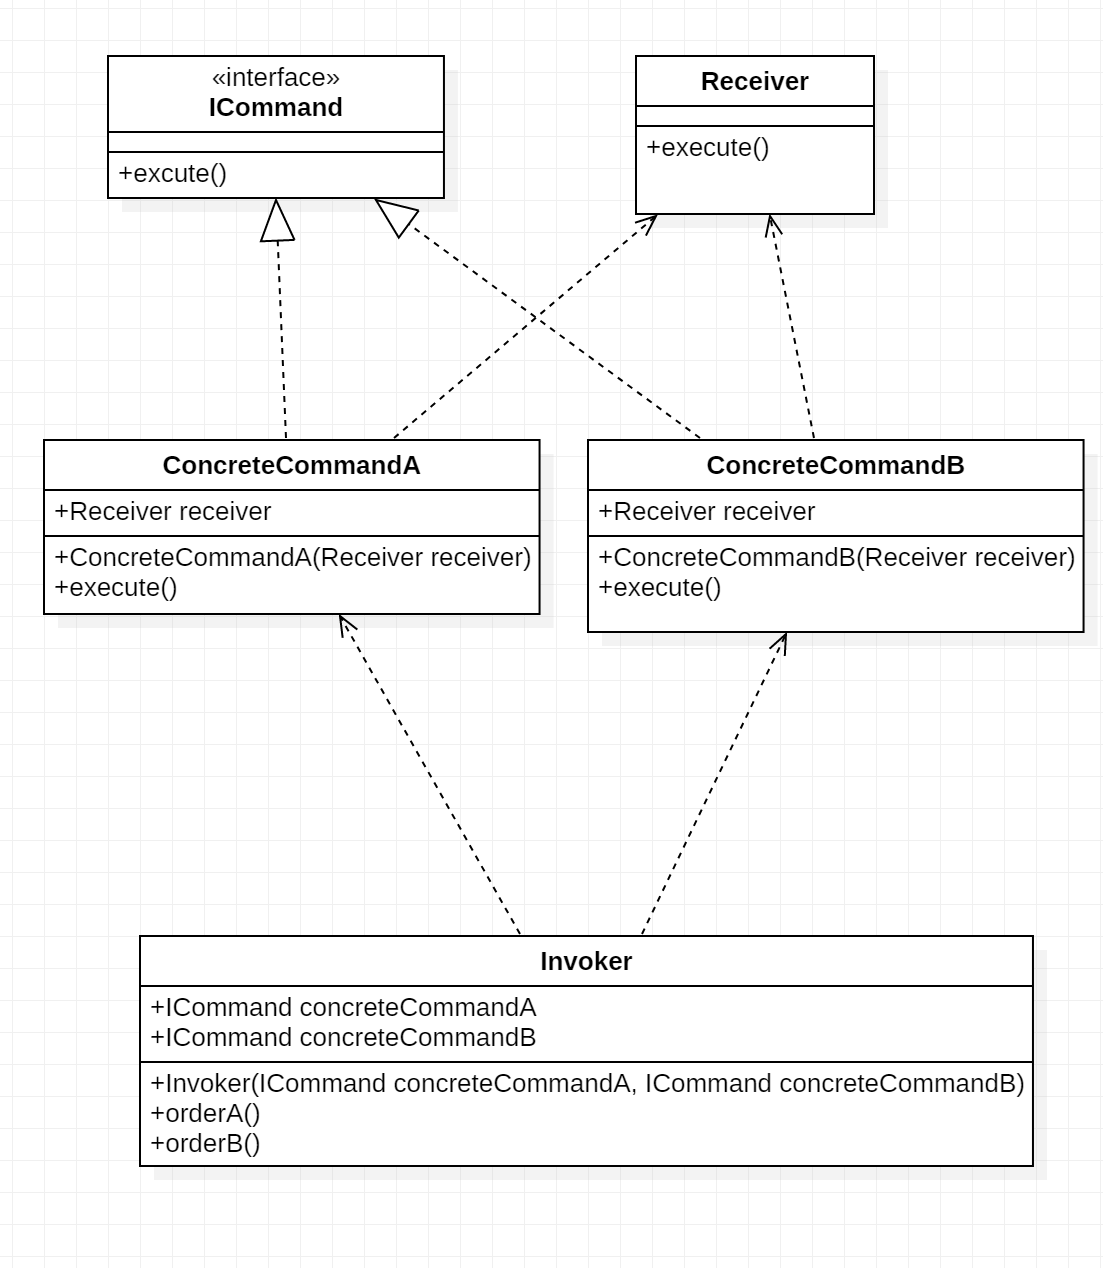 «interface»
ICommand
+excute()
Receiver
+execute()
ConcreteCommandA
+Receiver receiver
+ConcreteCommandA(Receiver receiver)
+execute()
ConcreteCommandB
+Receiver receiver
+ConcreteCommandB(Receiver receiver)
+execute()
Invoker
+ICommand concreteCommandA
+ICommand concreteCommandB
+Invoker(ICommand concreteCommandA, ICommand concreteCommandB)
+orderA()
+orderB()